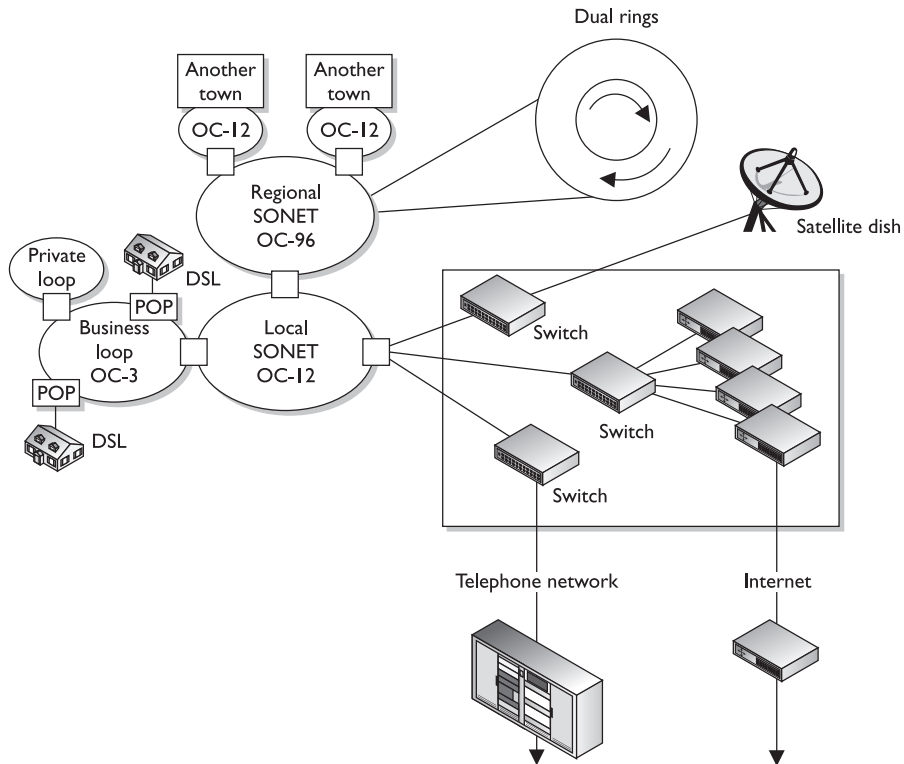 Dual rings
Another
town
Another
town
OC-12
OC-12
Regional
SONET
OC-96
Satellite dish
Private
loop
DSL
POP
Business
loop
OC-3
Local
SONET
OC-12
Switch
POP
DSL
Switch
Switch
Telephone network
Internet